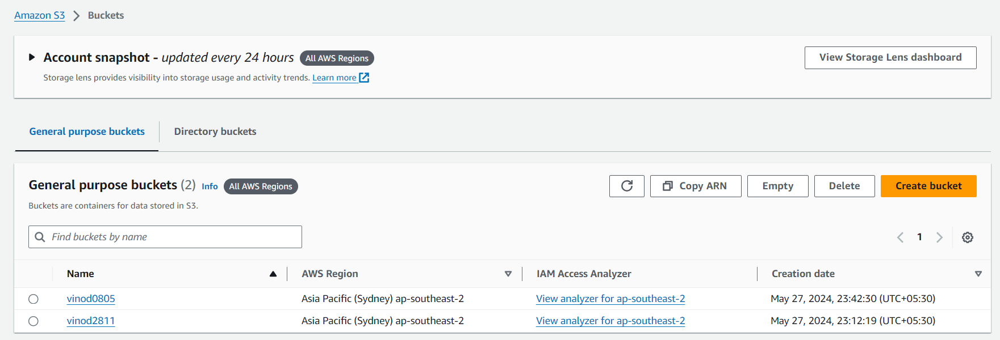 Amazon S3 > Buckets
Account snapshot - updated every 24 hours All AWS Regions
View Storage Lens dashboard
Storage lens provides visibility into storage usage and activity trends. Learn more
General purpose buckets
Directory buckets
General purpose buckets (2) Info All AWS Regions
Copy ARN
Empty
Delete
Create bucket
Buckets are containers for data stored in S3.
Find buckets by name
1
Name AWS Region IAM Access Analyzer Creation date
vinod0805 Asia Pacific (Sydney) ap-southeast-2 View analyzer for ap-southeast-2 May 27, 2024, 23:42:30 (UTC+05:30)
vinod2811 Asia Pacific (Sydney) ap-southeast-2 View analyzer for ap-southeast-2 May 27, 2024, 23:12:19 (UTC+05:30)